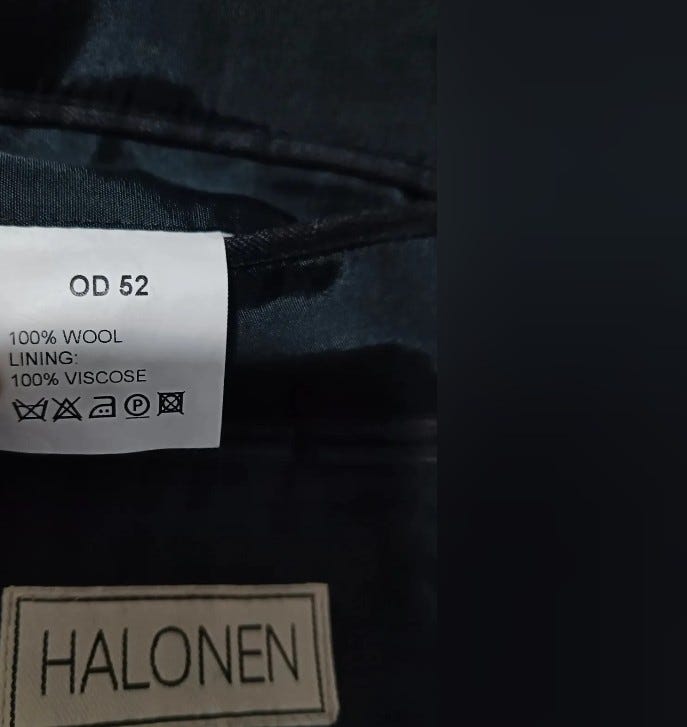 OD 52
100% WOOL
LINING:
100% VISCOSE
P
HALONEN